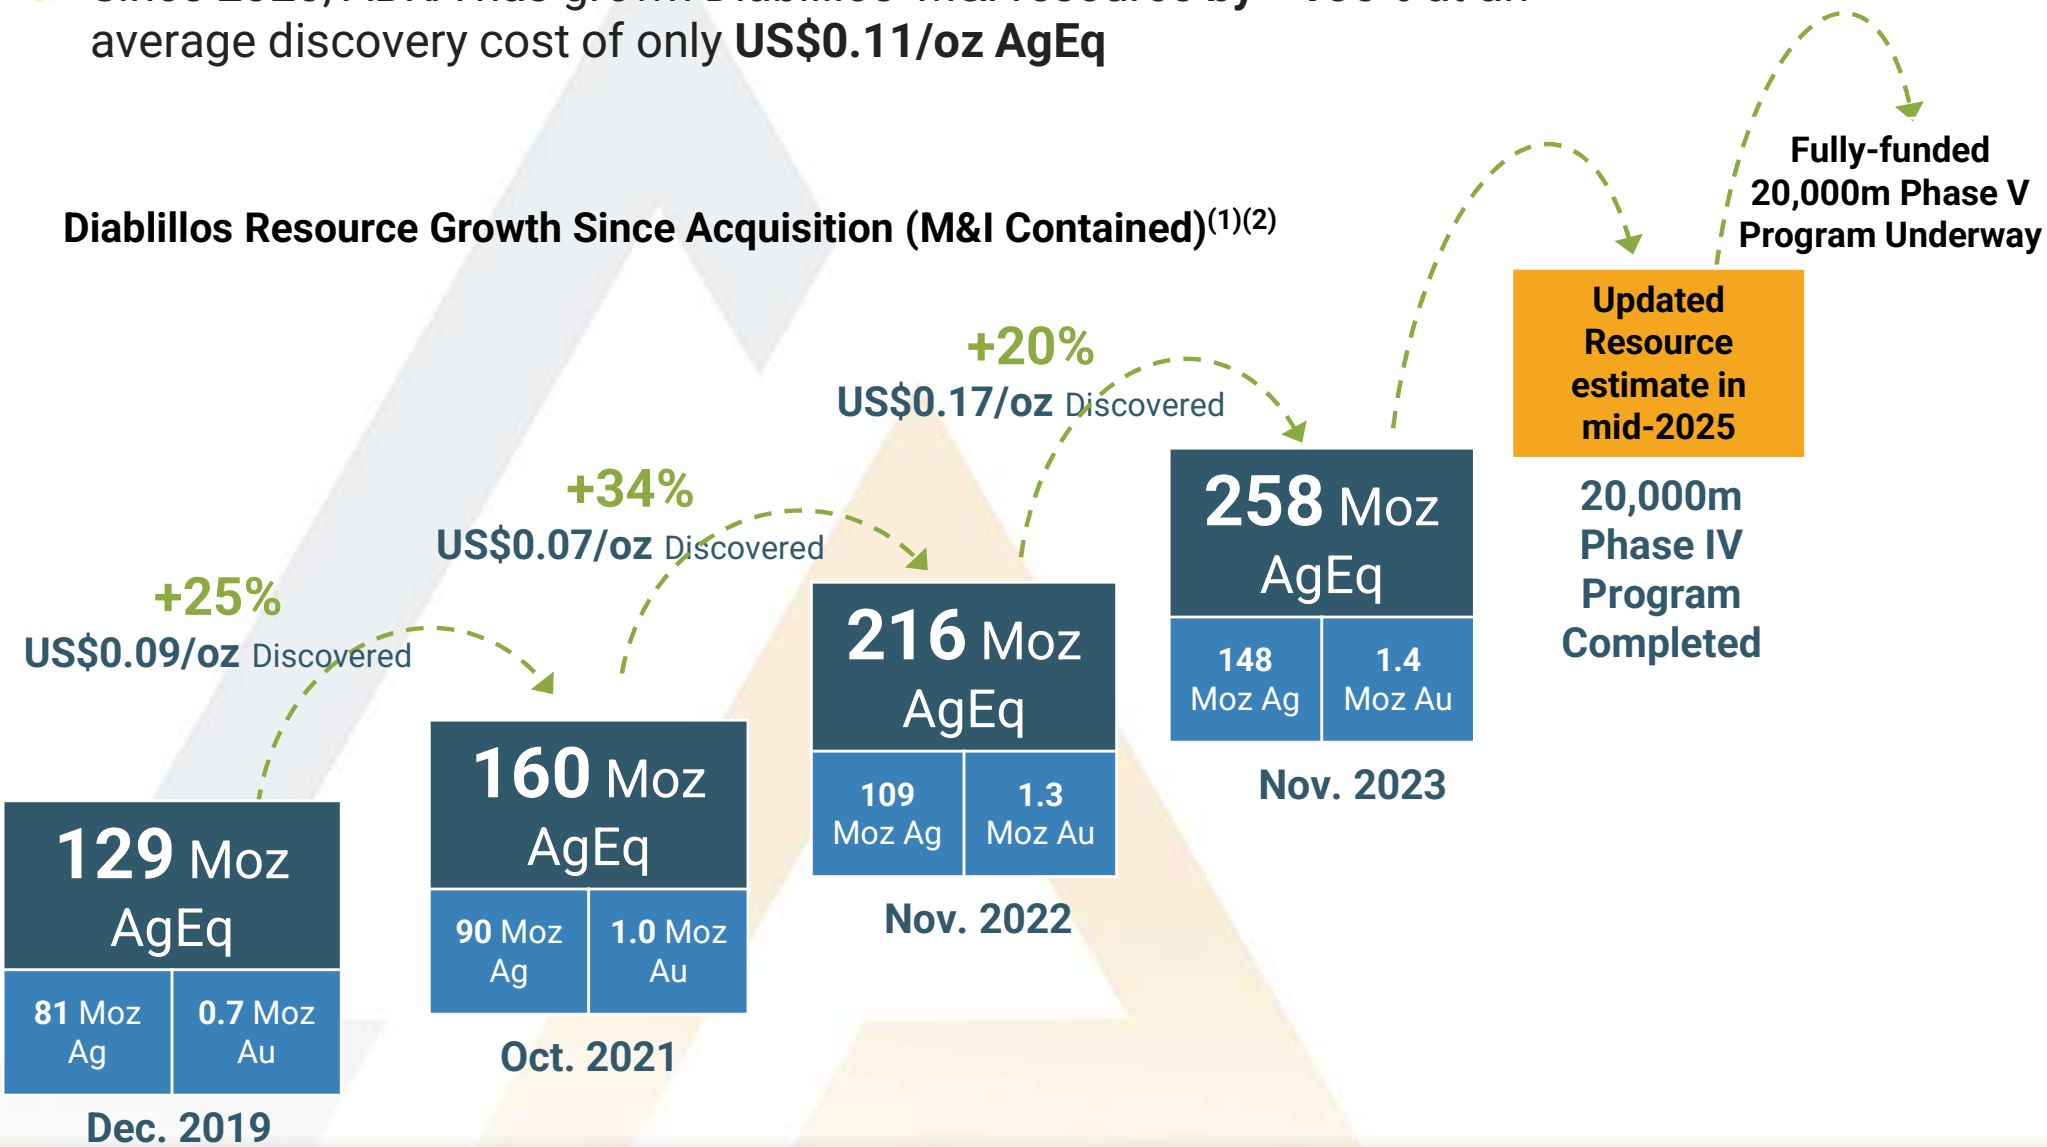 average discovery cost of only US$0.11/oz AgEq
Diablillos Resource Growth Since Acquisition (M&I Contained)(1)(2)
Fully-funded
20,000m Phase V
Program Underway
Updated
Resource
estimate in
mid-2025
20,000m
Phase IV
Program
Completed
+20%
US$0.17/oz Discovered
258 Moz
AgEq
148
Moz Ag
1.4
Moz Au
Nov. 2023
+34%
US$0.07/oz Discovered
216 Moz
AgEq
109
Moz Ag
1.3
Moz Au
Nov. 2022
+25%
US$0.09/oz Discovered
160 Moz
AgEq
90 Moz
Ag
1.0 Moz
Au
Oct. 2021
129 Moz
AgEq
81 Moz
Ag
0.7 Moz
Au
Dec. 2019